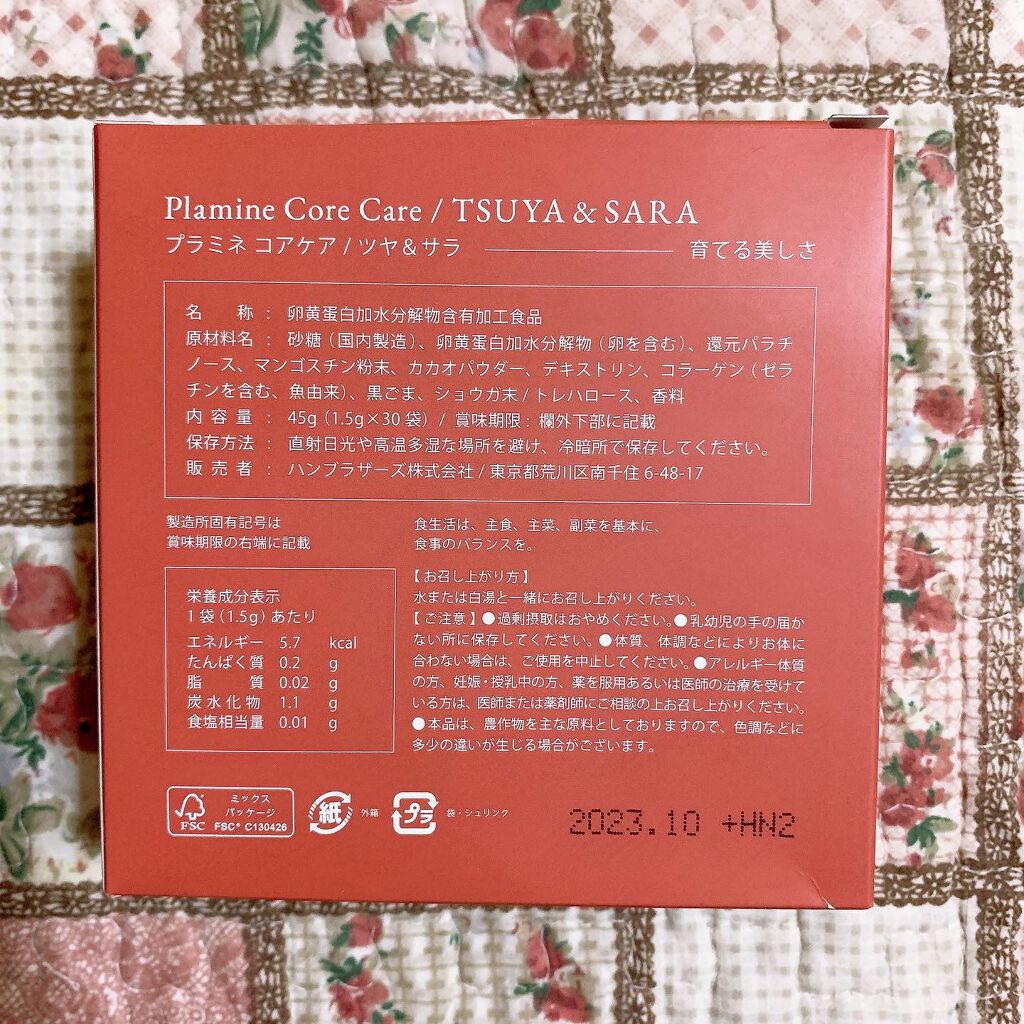 Plamine Core Care / TSUYA & SARA
プラミネ コアケア / ツヤ＆サラ 育てる美しさ
名称：卵黄蛋白加水分解物含有加工食品
原材料名：砂糖（国内製造）、卵黄蛋白加水分解物（卵を含む）、還元パラチ
ノース、マンゴスチン粉末、カカオパウダー、デキストリン、コラーゲン（ゼラ
チンを含む、魚由来）、黒ごま、ショウガ末 / トレハロース、香料
内容量：45g（1.5g×30袋）/ 賞味期限：欄外下部に記載
保存方法：直射日光や高温多湿な場所を避け、冷暗所で保存してください。
販売者：ハンブラザーズ株式会社 / 東京都荒川区南千住 6-48-17
製造所固有記号は
賞味期限の右端に記載
食生活は、主食、主菜、副菜を基本に、
食事のバランスを。
栄養成分表示
1袋（1.5g）あたり
エネルギー 5.7 kcal
たんぱく質 0.2 g
脂質 0.02 g
炭水化物 1.1 g
食塩相当量 0.01 g
【お召し上がり方】
水または白湯と一緒にお召し上がりください。
【ご注意】●過剰摂取はおやめください。●乳幼児の手の届か
ない所に保存してください。●体質、体調などによりお体に
合わない場合は、ご使用を中止してください。●アレルギー体質
の方、妊娠・授乳中の方、薬を服用あるいは医師の治療を受けて
いる方は、医師または薬剤師にご相談の上お召し上がりください。
●本品は、農作物を主な原料としておりますので、色調などに
多少の違いが生じる場合がございます。
FSC
ミックス
パッケージ
FSC® C130426
紙 外箱
プラ 袋・シュリンク
2023.10 +HN2